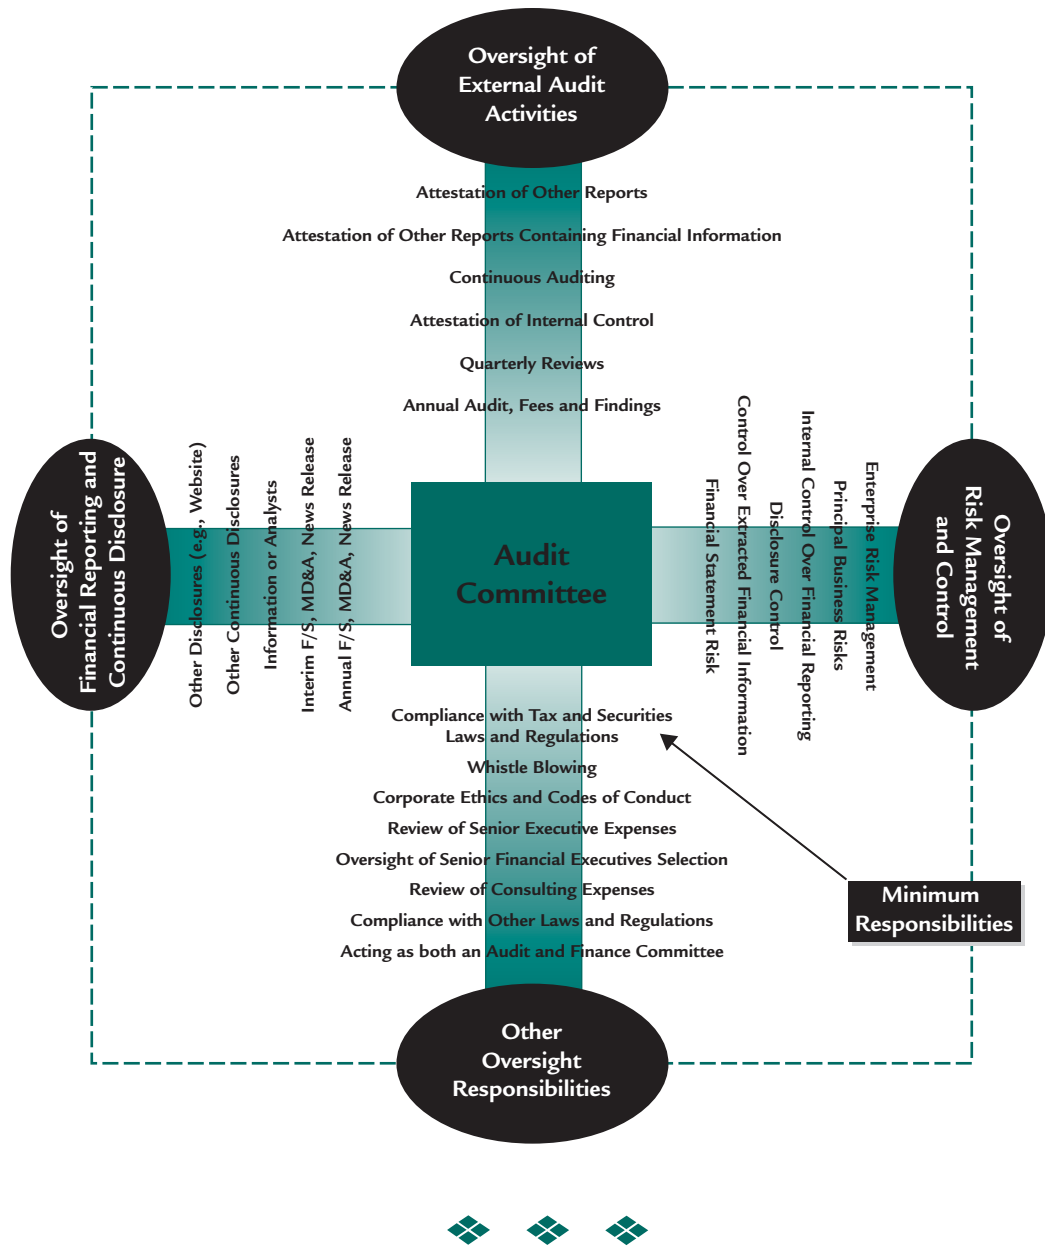 Oversight of
External Audit
Activities
Attestation of Other Reports
Attestation of Other Reports Containing Financial Information
Continuous Auditing
Attestation of Internal Control
Quarterly Reviews
Annual Audit, Fees and Findings
Oversight of
Financial Reporting and
Continuous Disclosure
Other Disclosures (e.g., Website)
Other Continuous Disclosures
Information or Analysts
Interim F/S, MD&A, News Release
Annual F/S, MD&A, News Release
Audit
Committee
Financial Statement Risk
Control Over Extracted Financial Information
Disclosure Control
Internal Control Over Financial Reporting
Principal Business Risks
Enterprise Risk Management
Oversight of
Risk Management
and Control
Compliance with Tax and Securities
Laws and Regulations
Whistle Blowing
Corporate Ethics and Codes of Conduct
Review of Senior Executive Expenses
Oversight of Senior Financial Executives Selection
Review of Consulting Expenses
Compliance with Other Laws and Regulations
Acting as both an Audit and Finance Committee
Minimum
Responsibilities
Other
Oversight
Responsibilities